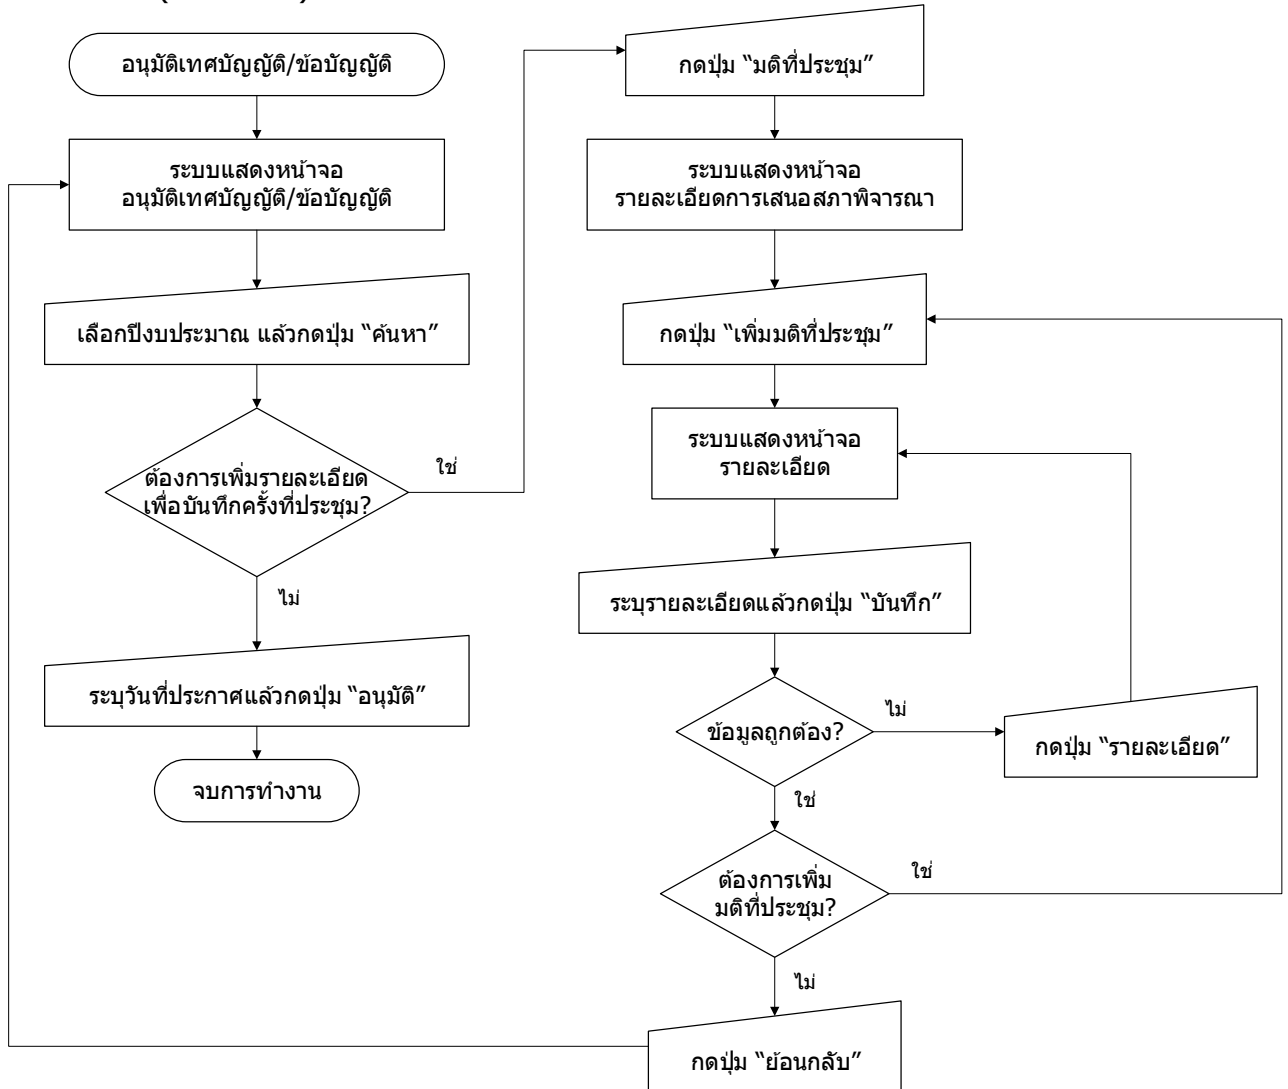 อนุมัติเทศบัญญัติ/ข้อบัญญัติ
ระบบแสดงหน้าจอ
อนุมัติเทศบัญญัติ/ข้อบัญญัติ
เลือกปีงบประมาณ แล้วกดปุ่ม “ค้นหา”
ต้องการเพิ่มรายละเอียด
เพื่อบันทึกครั้งที่ประชุม?
ใช่
ไม่
ระบุวันที่ประกาศแล้วกดปุ่ม “อนุมัติ”
จบการทำงาน
กดปุ่ม “มติที่ประชุม”
ระบบแสดงหน้าจอ
รายละเอียดการเสนอสภาพิจารณา
กดปุ่ม “เพิ่มมติที่ประชุม”
ระบบแสดงหน้าจอ
รายละเอียด
ระบุรายละเอียดแล้วกดปุ่ม “บันทึก”
ข้อมูลถูกต้อง?
ไม่
กดปุ่ม “รายละเอียด”
ใช่
ต้องการเพิ่ม
มติที่ประชุม?
ใช่
ไม่
กดปุ่ม “ย้อนกลับ”